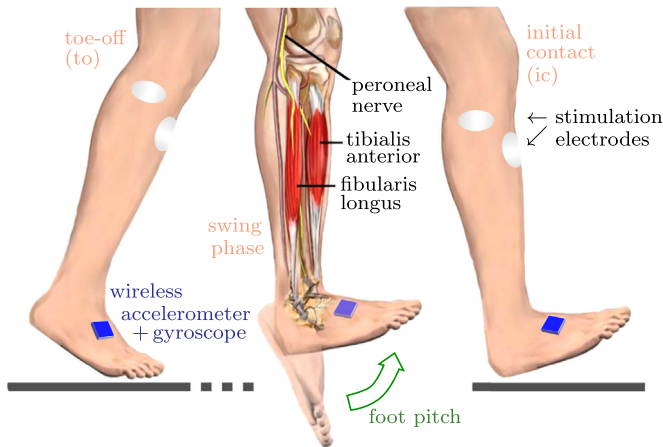 toe-off
(to)
peroneal
nerve
tibialis
anterior
fibularis
longus
swing
phase
initial
contact
(ic)
← stimulation
↙ electrodes
wireless
accelerometer
+ gyroscope
foot pitch